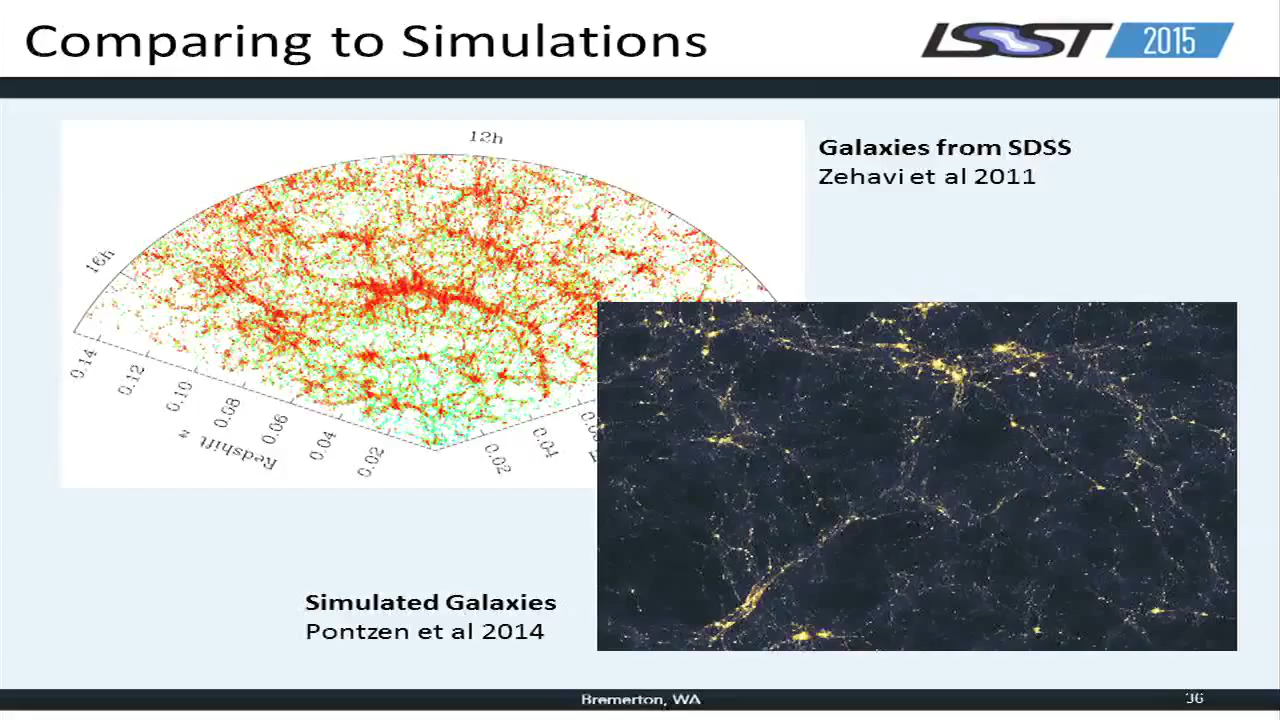 Comparing to Simulations
LSST 2015
12h
Galaxies from SDSS
Zehavi et al 2011
16h
0.14
0.12
0.10
0.08
0.06
0.04
0.02
Redshift z
0.02
0.04
Simulated Galaxies
Pontzen et al 2014
Bremerton, WA
36